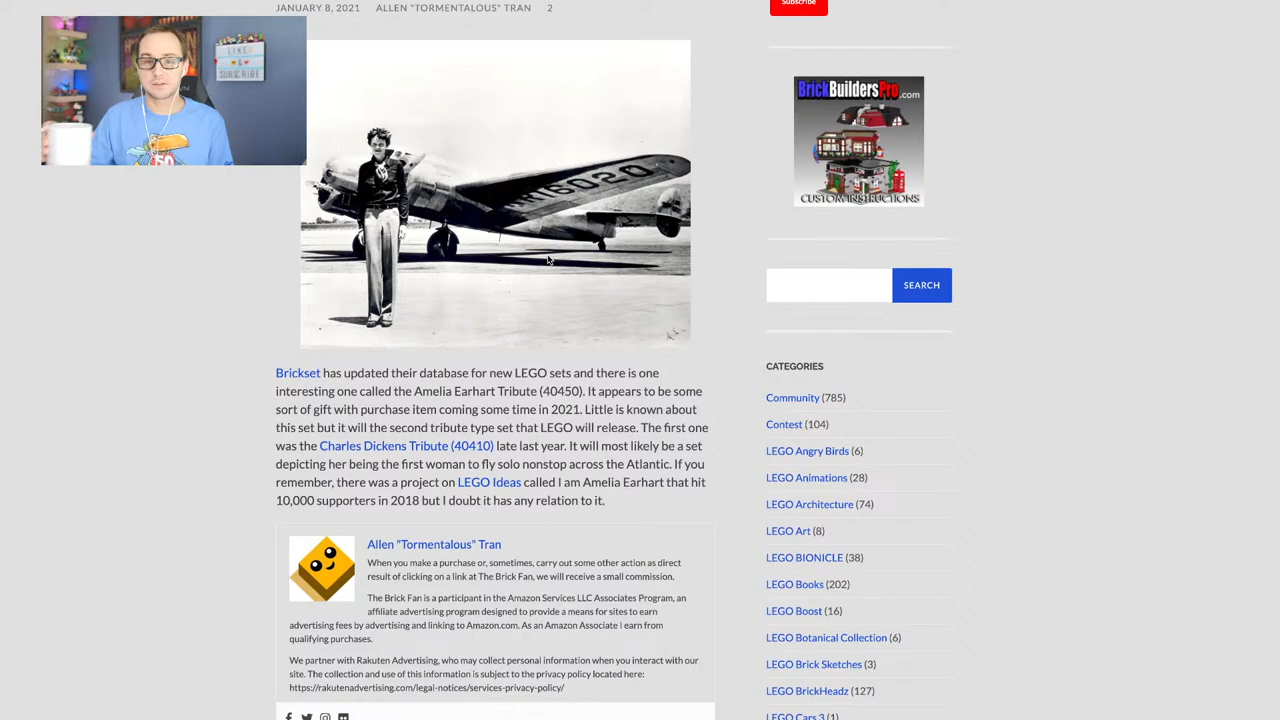 JANUARY 8, 2021 ALLEN "TORMENTALOUS" TRAN 2
Subscribe
LIKE
&
SUBSCRIBE
BrickBuildersPro.com
CUSTOM INSTRUCTIONS
SEARCH
Brickset has updated their database for new LEGO sets and there is one
interesting one called the Amelia Earhart Tribute (40450). It appears to be some
sort of gift with purchase item coming some time in 2021. Little is known about
this set but it will the second tribute type set that LEGO will release. The first one
was the Charles Dickens Tribute (40410) late last year. It will most likely be a set
depicting her being the first woman to fly solo nonstop across the Atlantic. If you
remember, there was a project on LEGO Ideas called I am Amelia Earhart that hit
10,000 supporters in 2018 but I doubt it has any relation to it.
Allen "Tormentalous" Tran
When you make a purchase or, sometimes, carry out some other action as direct
result of clicking on a link at The Brick Fan, we will receive a small commission.
The Brick Fan is a participant in the Amazon Services LLC Associates Program, an
affiliate advertising program designed to provide a means for sites to earn
advertising fees by advertising and linking to Amazon.com. As an Amazon Associate I earn from
qualifying purchases.
We partner with Rakuten Advertising, who may collect personal information when you interact with our
site. The collection and use of this information is subject to the privacy policy located here:
https://rakutenadvertising.com/legal-notices/services-privacy-policy/
CATEGORIES
Community (785)
Contest (104)
LEGO Angry Birds (6)
LEGO Animations (28)
LEGO Architecture (74)
LEGO Art (8)
LEGO BIONICLE (38)
LEGO Books (202)
LEGO Boost (16)
LEGO Botanical Collection (6)
LEGO Brick Sketches (3)
LEGO BrickHeadz (127)
LEGO Cars 3 (1)